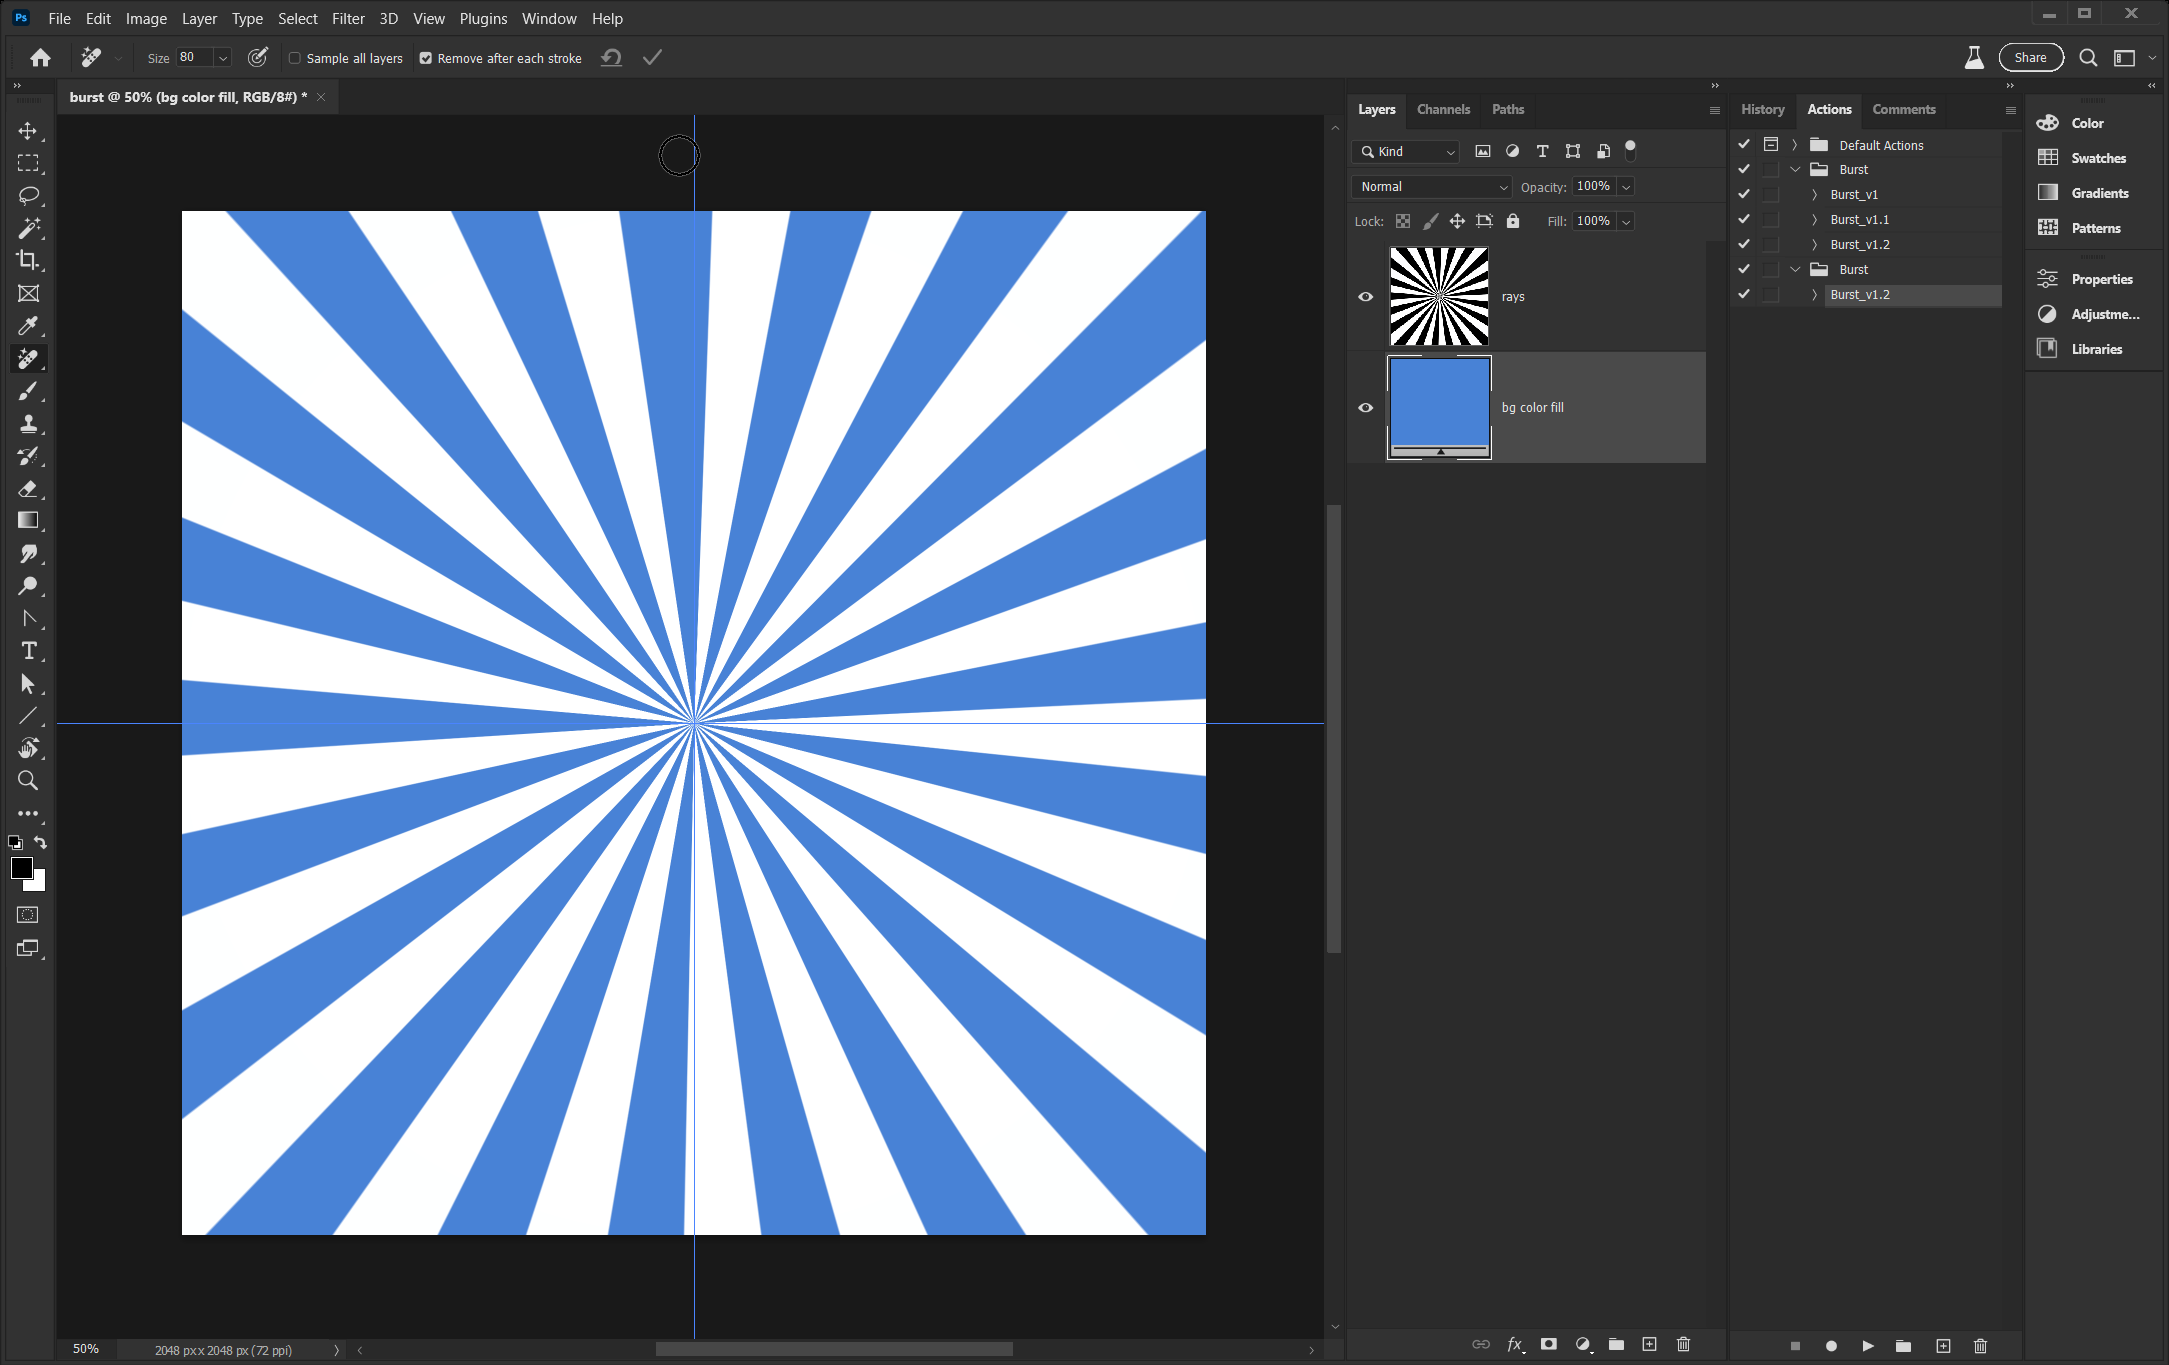 Ps File Edit Image Layer Type Select Filter 3D View Plugins Window Help
Size 80 Sample all layers Remove after each stroke Share
burst @ 50% (bg color fill, RGB/8#) *
Layers Channels Paths
Kind
Normal Opacity: 100%
Lock: Fill: 100%
rays
bg color fill
History Actions Comments
Default Actions
Burst
Burst_v1
Burst_v1.1
Burst_v1.2
Burst
Burst_v1.2
Color
Swatches
Gradients
Patterns
Properties
Adjustme...
Libraries
50% 2048 px x 2048 px (72 ppi)
fx